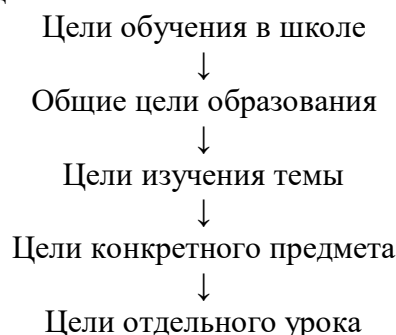 Цели обучения в школе
↓
Общие цели образования
↓
Цели изучения темы
↓
Цели конкретного предмета
↓
Цели отдельного урока